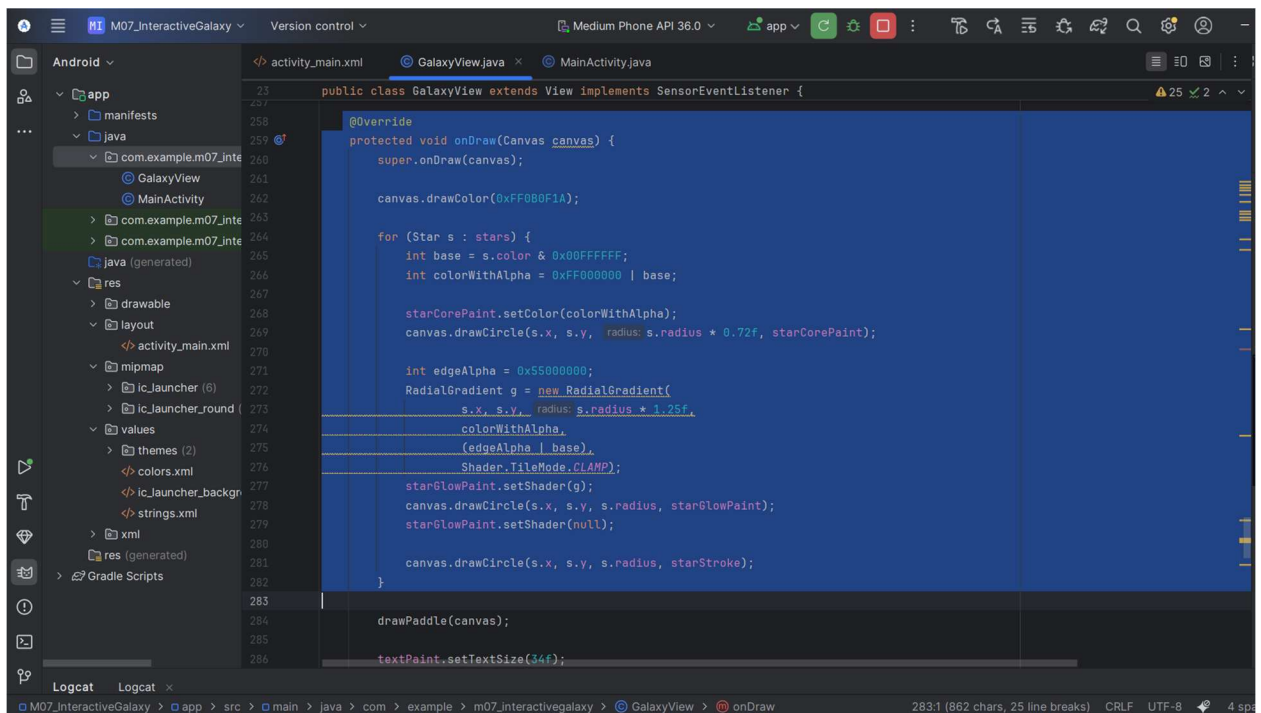 MI M07_InteractiveGalaxy Version control Medium Phone API 36.0 app
Android
activity_main.xml GalaxyView.java MainActivity.java
app
manifests
java
com.example.m07_inte
GalaxyView
MainActivity
com.example.m07_inte
com.example.m07_inte
java (generated)
res
drawable
layout
activity_main.xml
mipmap
ic_launcher (6)
ic_launcher_round (
values
themes (2)
colors.xml
ic_launcher_backgr
strings.xml
xml
res (generated)
Gradle Scripts
23 public class GalaxyView extends View implements SensorEventListener { 25 2
257
258 @Override
259 protected void onDraw(Canvas canvas) {
260 super.onDraw(canvas);
261
262 canvas.drawColor(0xFF0B0F1A);
263
264 for (Star s : stars) {
265 int base = s.color & 0x00FFFFFF;
266 int colorWithAlpha = 0xFF000000 | base;
267
268 starCorePaint.setColor(colorWithAlpha);
269 canvas.drawCircle(s.x, s.y, radius: s.radius * 0.72f, starCorePaint);
270
271 int edgeAlpha = 0x55000000;
272 RadialGradient g = new RadialGradient(
273 s.x, s.y, radius: s.radius * 1.25f,
274 colorWithAlpha,
275 (edgeAlpha | base),
276 Shader.TileMode.CLAMP);
277 starGlowPaint.setShader(g);
278 canvas.drawCircle(s.x, s.y, s.radius, starGlowPaint);
279 starGlowPaint.setShader(null);
280
281 canvas.drawCircle(s.x, s.y, s.radius, starStroke);
282 }
283
284 drawPaddle(canvas);
285
286 textPaint.setTextSize(34f);
Logcat Logcat ×
M07_InteractiveGalaxy > app > src > main > java > com > example > m07_interactivegalaxy > GalaxyView > onDraw 283:1 (862 chars, 25 line breaks) CRLF UTF-8 4 spa